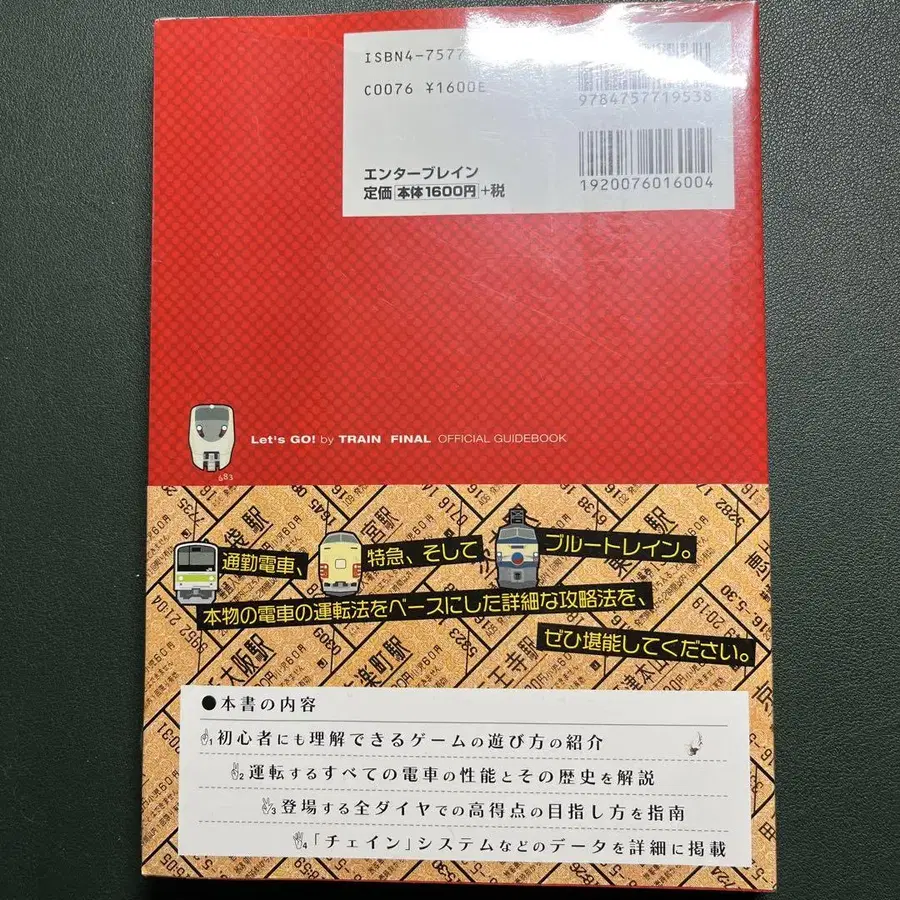 ISBN4-7577
C0076 ¥1600E
9784757719538
エンターブレイン
定価 本体1600円 +税
1920076016004
683
Let's GO! by TRAIN FINAL OFFICIAL GUIDEBOOK
通勤電車、 特急、そして ブルートレイン。
本物の電車の運転法をベースにした詳細な攻略法を、
ぜひ堪能してください。
●本書の内容
1 初心者にも理解できるゲームの遊び方の紹介
2 運転するすべての電車の性能とその歴史を解説
3 登場する全ダイヤでの高得点の目指し方を指南
4 「チェイン」システムなどのデータを詳細に掲載